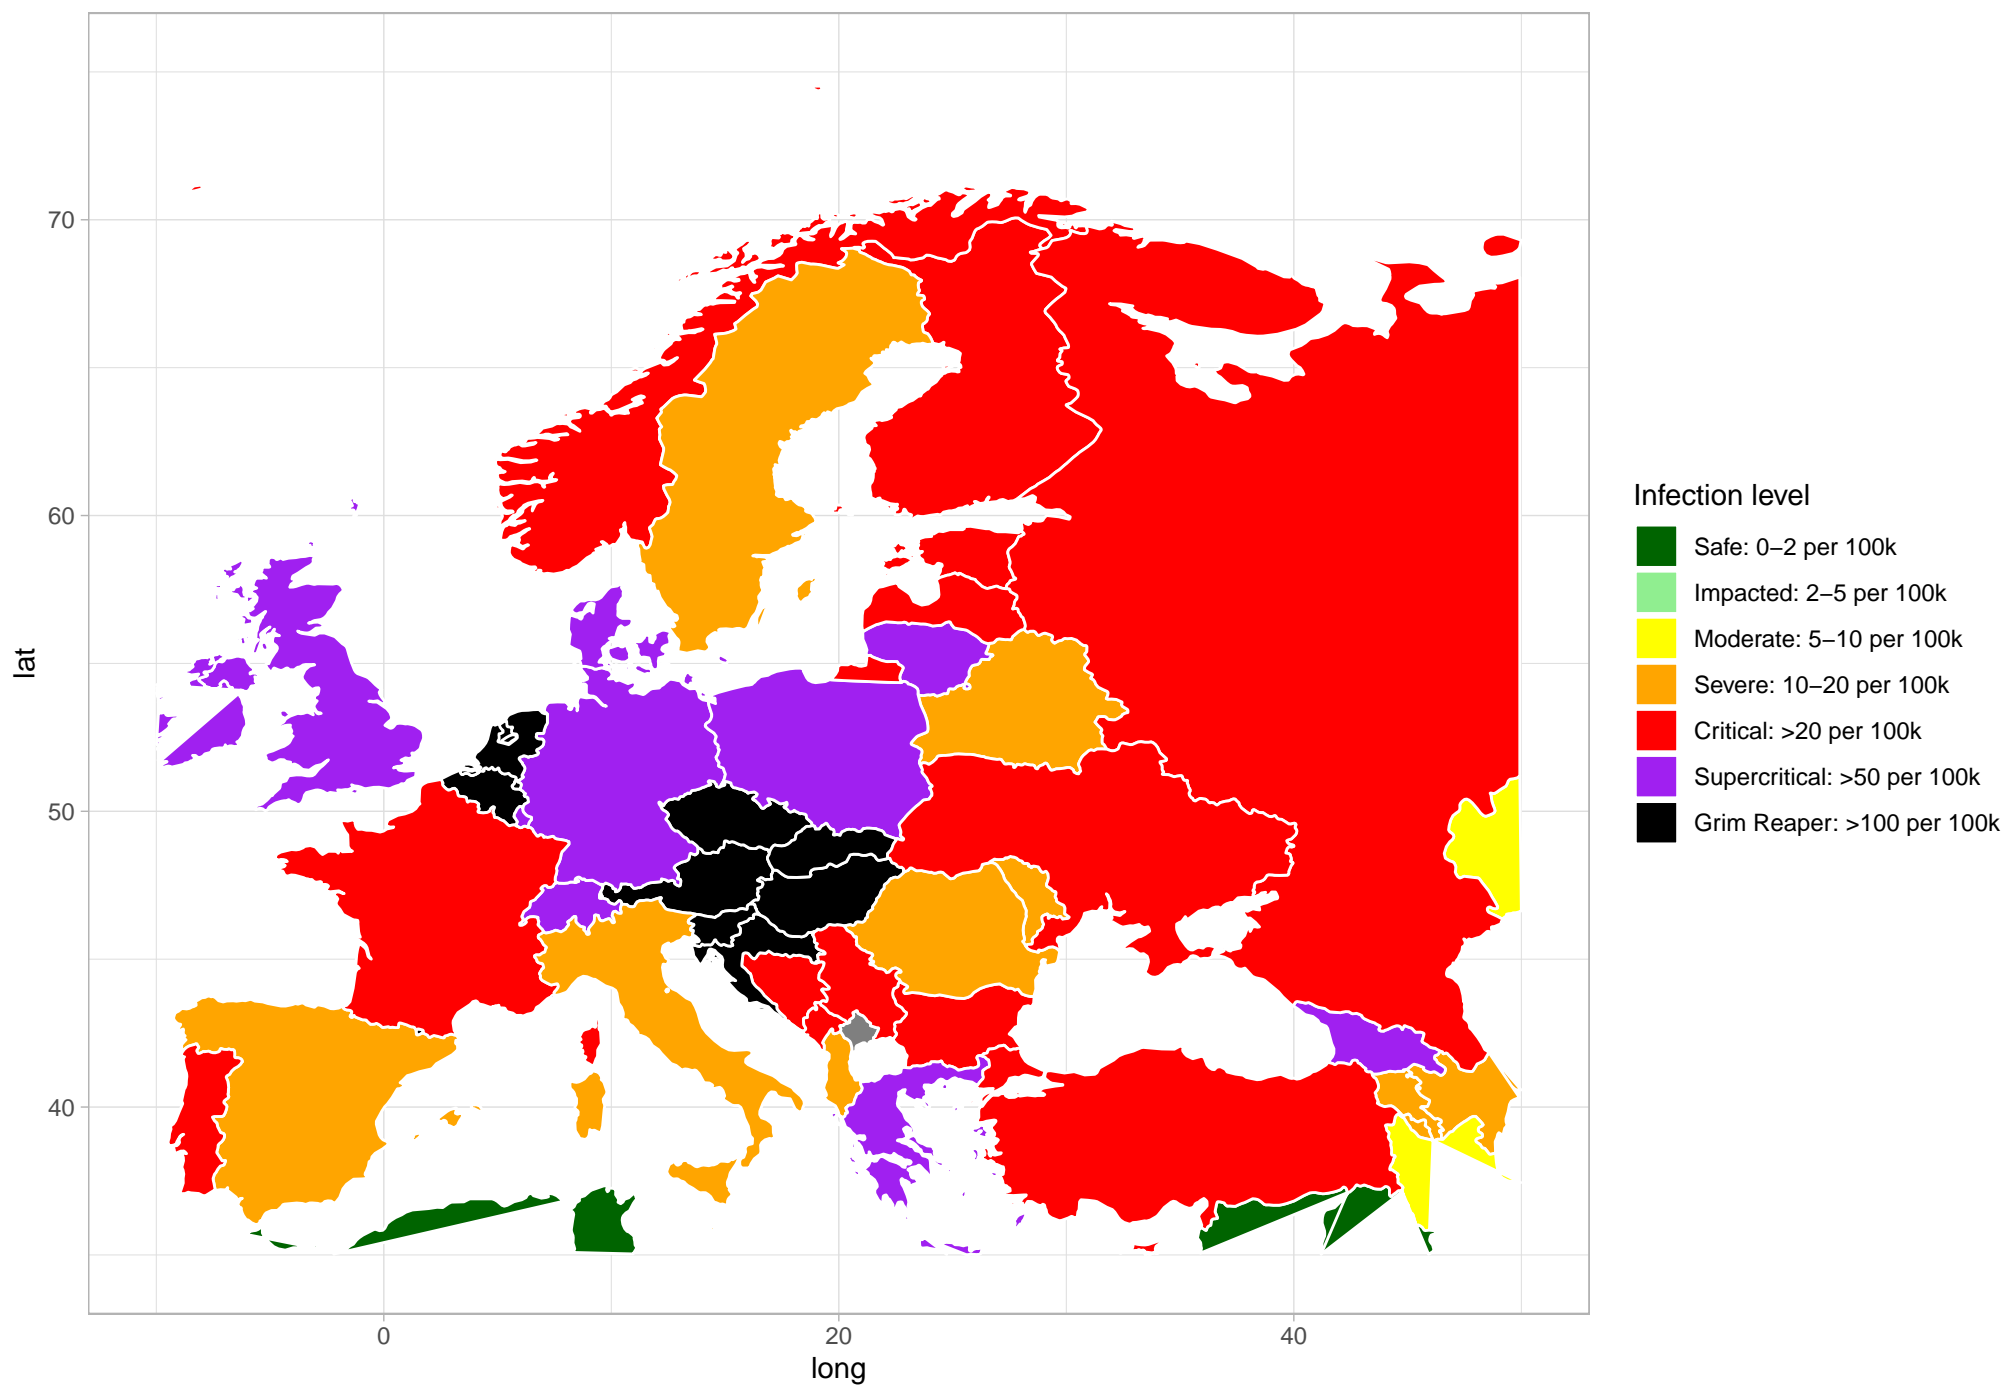 70
60
50
40
lat
0
20
40
long
Infection level
Safe: 0–2 per 100k
Impacted: 2–5 per 100k
Moderate: 5–10 per 100k
Severe: 10–20 per 100k
Critical: >20 per 100k
Supercritical: >50 per 100k
Grim Reaper: >100 per 100k